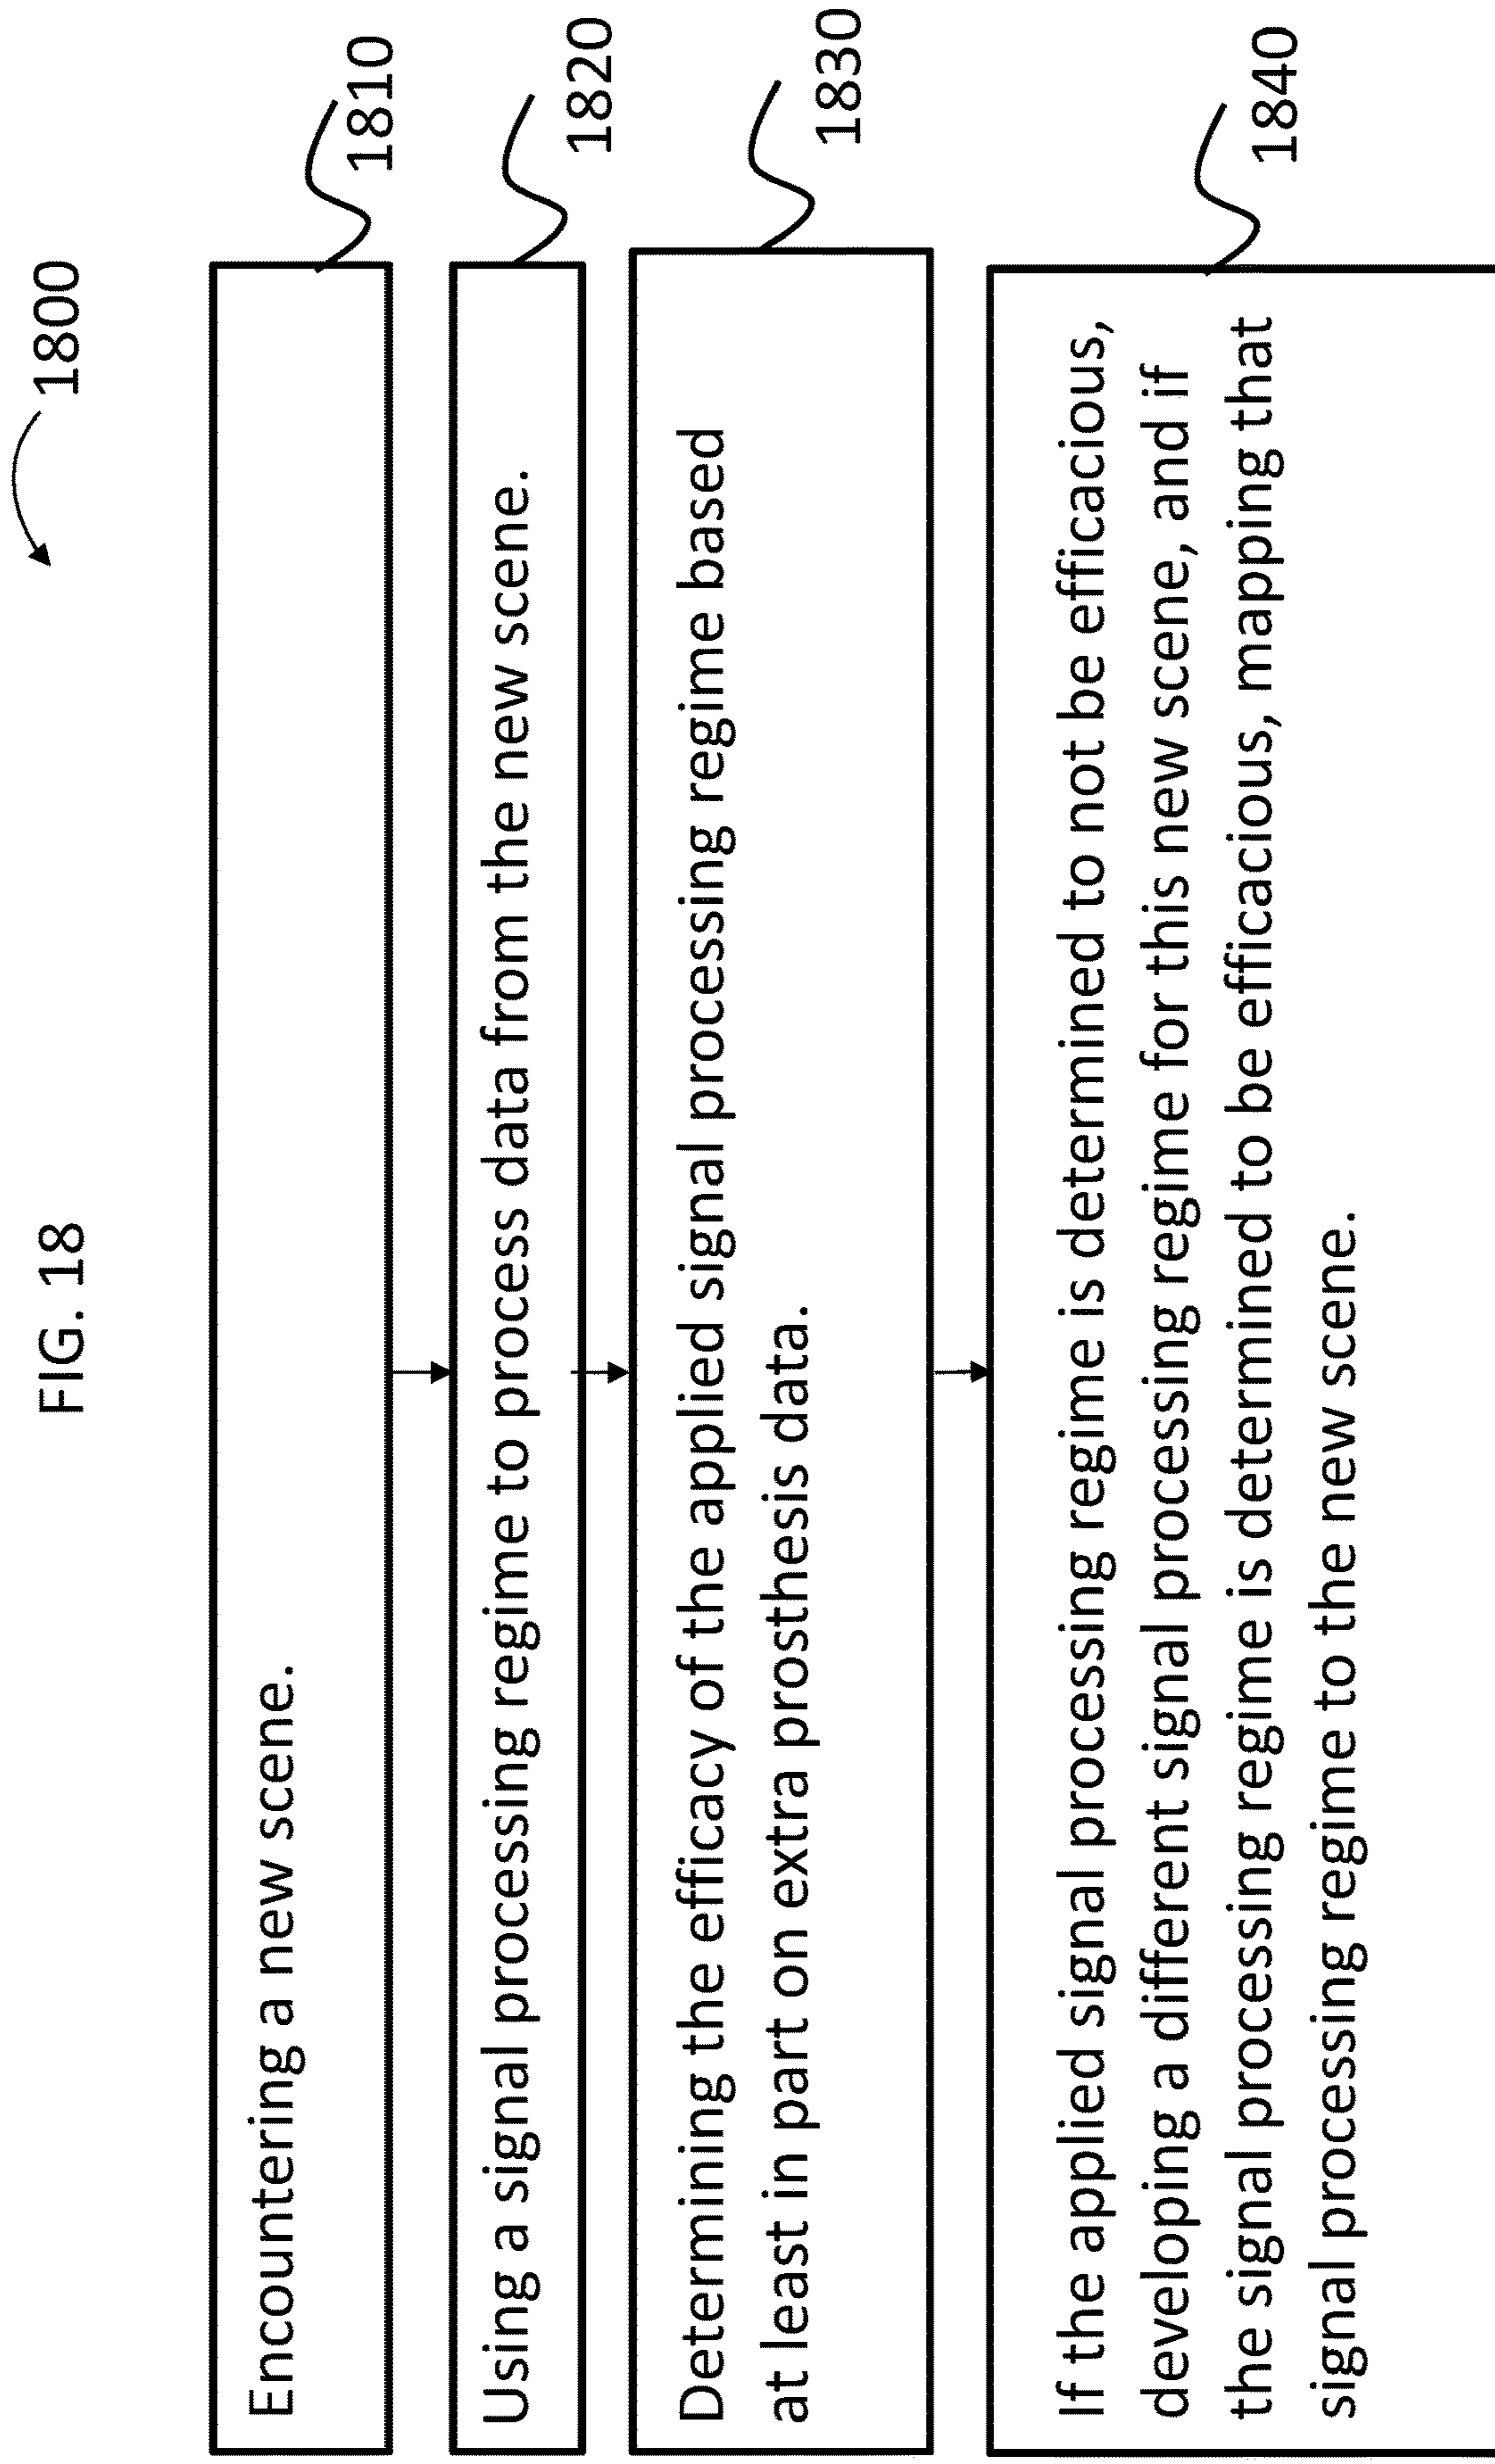 FIG. 18
1800
Encountering a new scene.
1810
Using a signal processing regime to process data from the new scene.
1820
Determining the efficacy of the applied signal processing regime based
at least in part on extra prosthesis data.
1830
If the applied signal processing regime is determined to not be efficacious,
developing a different signal processing regime for this new scene, and if
the signal processing regime is determined to be efficacious, mapping that
signal processing regime to the new scene.
1840